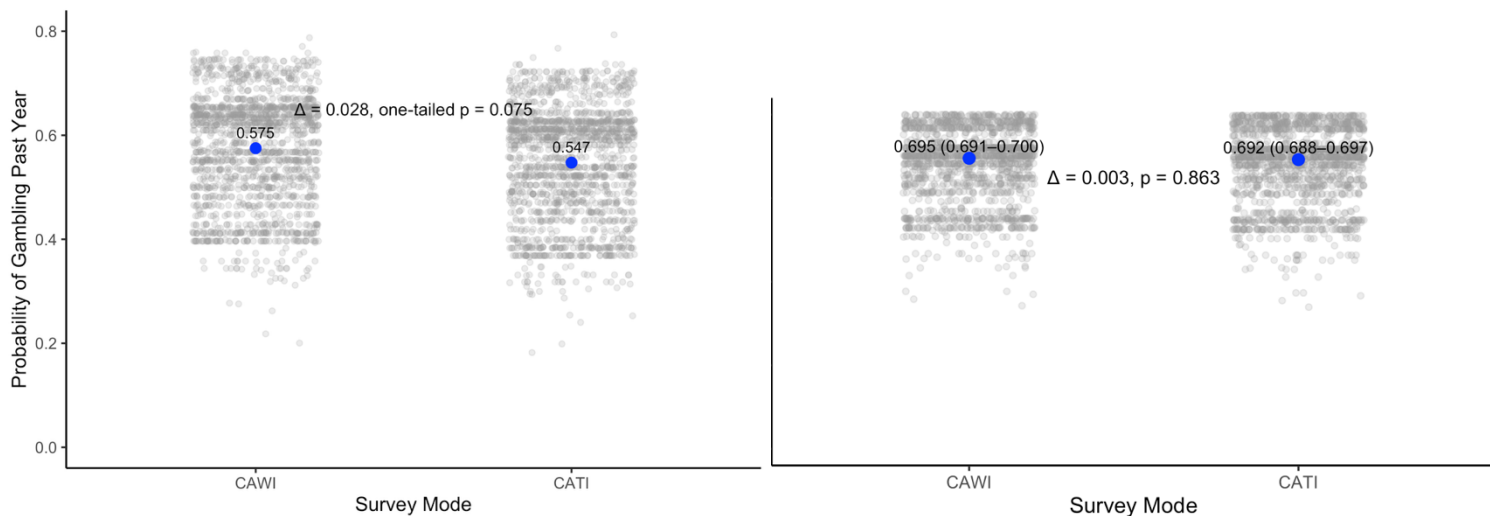 Probability of Gambling Past Year
0.8
0.6
0.4
0.2
0.0
Δ = 0.028, one-tailed p = 0.075
0.575
0.547
CAWI
CATI
Survey Mode
0.695 (0.691–0.700)
0.692 (0.688–0.697)
Δ = 0.003, p = 0.863
CAWI
CATI
Survey Mode